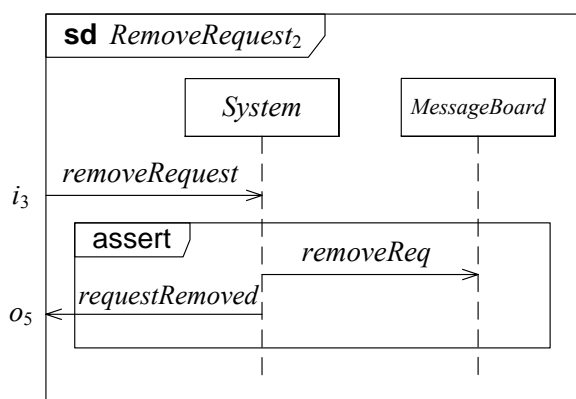 sd RemoveRequest₂
System
MessageBoard
removeRequest
i₃
assert
removeReq
requestRemoved
o₅